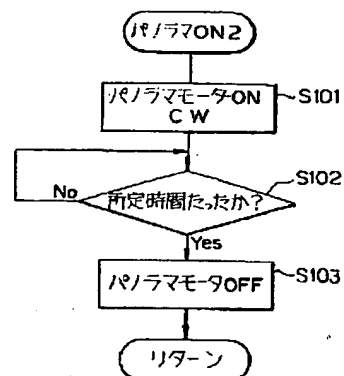 パノラマON2
パノラマモータON
CW
S101
所定時間たったか?
S102
No
Yes
パノラマモータOFF
S103
リターン